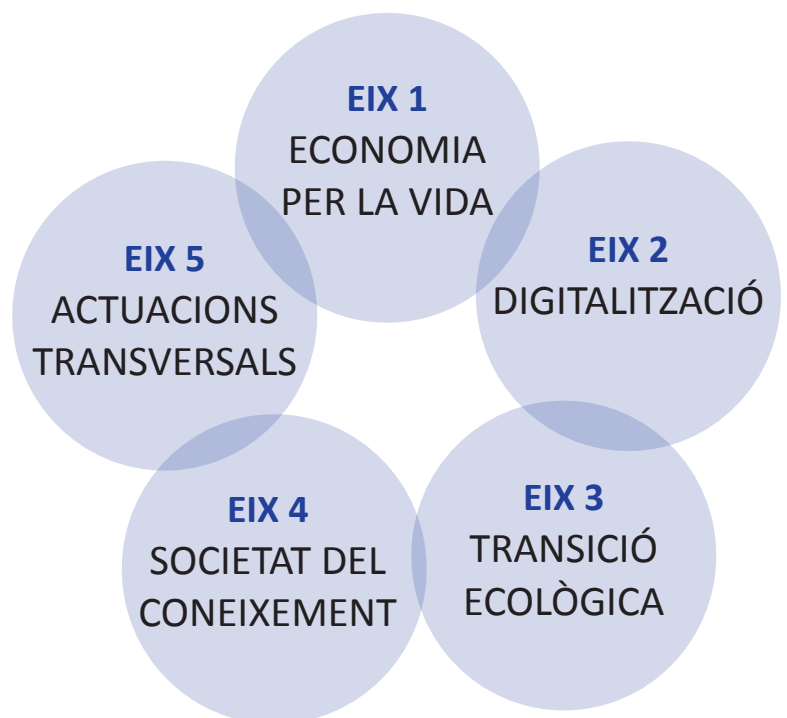 EIX 1
ECONOMIA
PER LA VIDA
EIX 2
DIGITALITZACIÓ
EIX 3
TRANSICIÓ
ECOLÒGICA
EIX 4
SOCIETAT DEL
CONEIXEMENT
EIX 5
ACTUACIONS
TRANSVERSALS